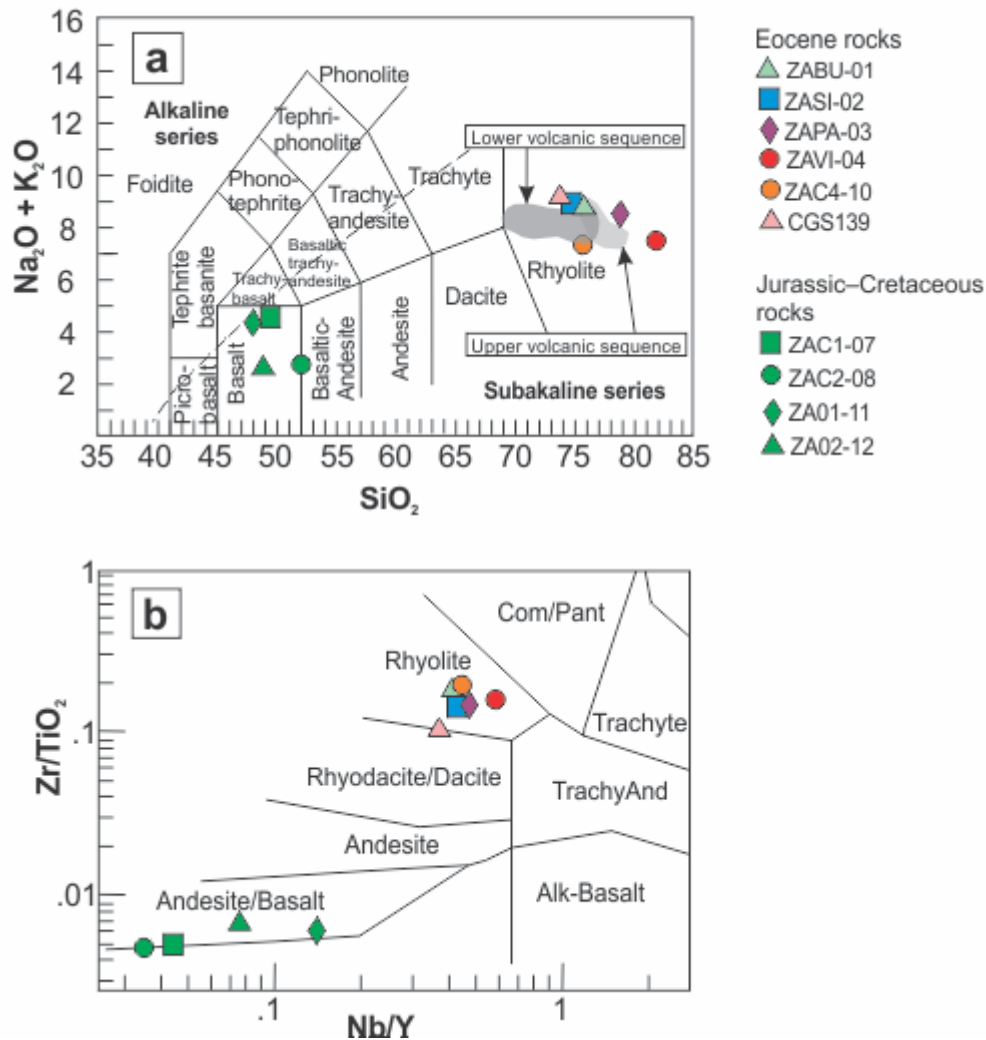 16
14
12
10
8
6
4
2
Na₂O + K₂O
a
Alkaline
series
Foidite
Phonolite
Tephri-
phonolite
Phono-
tephrite
Trachy-
andesite
Trachyte
Lower volcanic sequence
Tephrite
basanite
Trachy-
basalt
Basaltic
trachy-
andesite
Picro-
basalt
Basalt
Basaltic-
Andesite
Andesite
Dacite
Rhyolite
Upper volcanic sequence
Subakaline series
35 40 45 50 55 60 65 70 75 80 85
SiO₂
Eocene rocks
ZABU-01
ZASI-02
ZAPA-03
ZAVI-04
ZAC4-10
CGS139
Jurassic–Cretaceous
rocks
ZAC1-07
ZAC2-08
ZA01-11
ZA02-12
1
.1
.01
Zr/TiO₂
b
Com/Pant
Rhyolite
Trachyte
Rhyodacite/Dacite
TrachyAnd
Andesite
Andesite/Basalt
Alk-Basalt
.1 1
Nb/Y